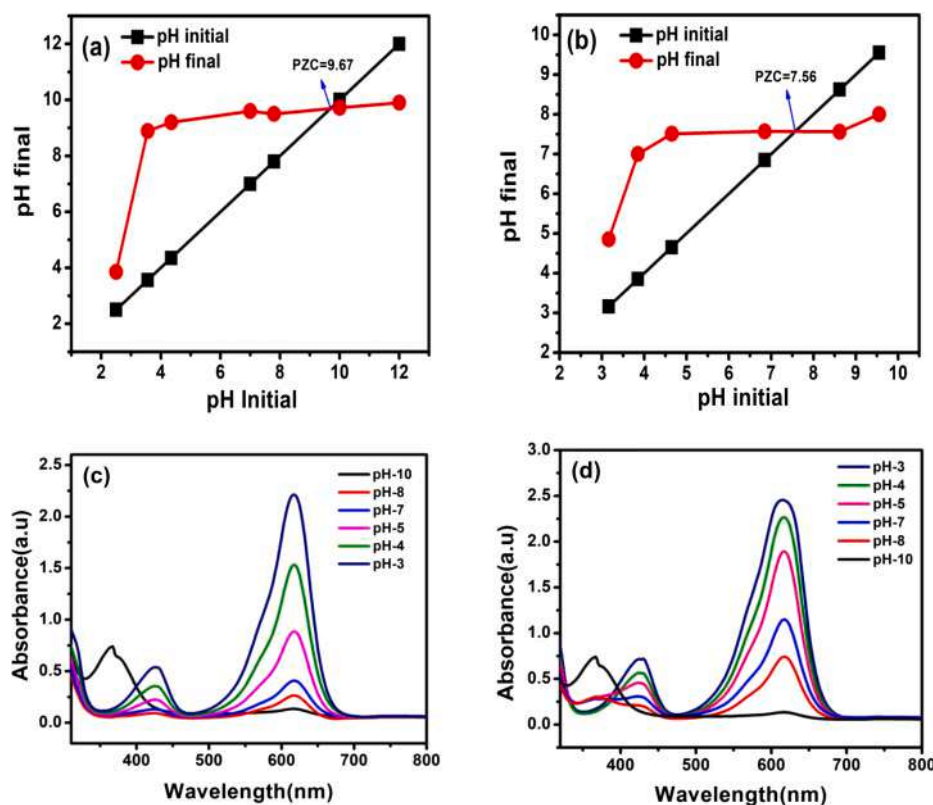 (a)
pH initial
pH final
PZC=9.67
12
10
8
6
4
2
pH final
2 4 6 8 10 12
pH Initial
(b)
pH initial
pH final
PZC=7.56
10
9
8
7
6
5
4
3
2
pH final
2 3 4 5 6 7 8 9 10
pH initial
(c)
pH-10
pH-8
pH-7
pH-5
pH-4
pH-3
2.5
2.0
1.5
1.0
0.5
0.0
Absorbance(a.u)
400 500 600 700 800
Wavelength(nm)
(d)
pH-3
pH-4
pH-5
pH-7
pH-8
pH-10
3.0
2.5
2.0
1.5
1.0
0.5
0.0
Absorbance(a.u)
400 500 600 700 800
Wavelength(nm)